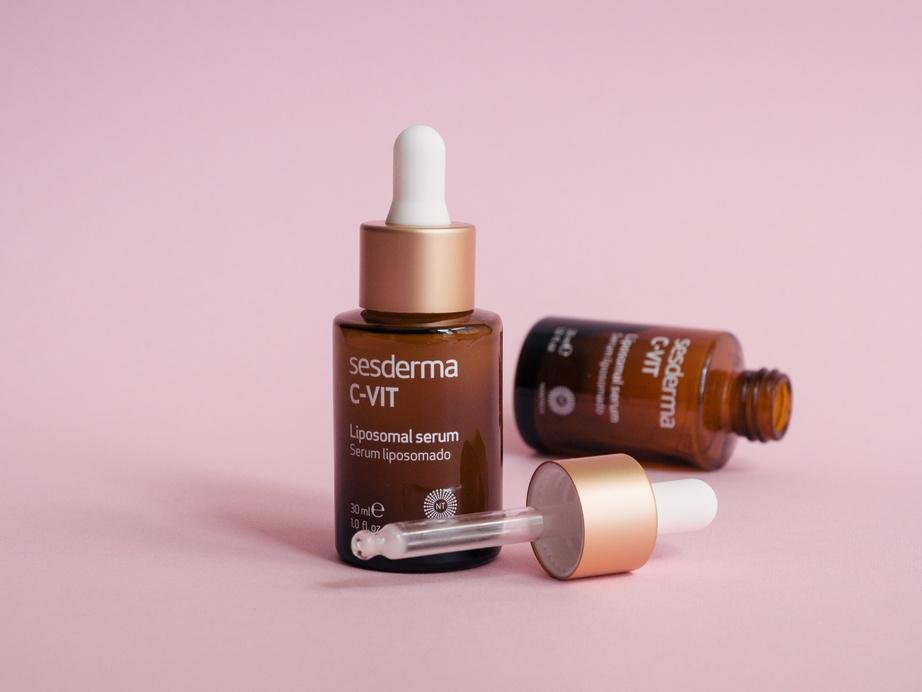 sesderma
C-VIT
Liposomal serum
Serum liposomado
30 ml ℮
1.0 fl. oz
NT
sesderma
C-VIT
Liposomal serum
Serum liposomado